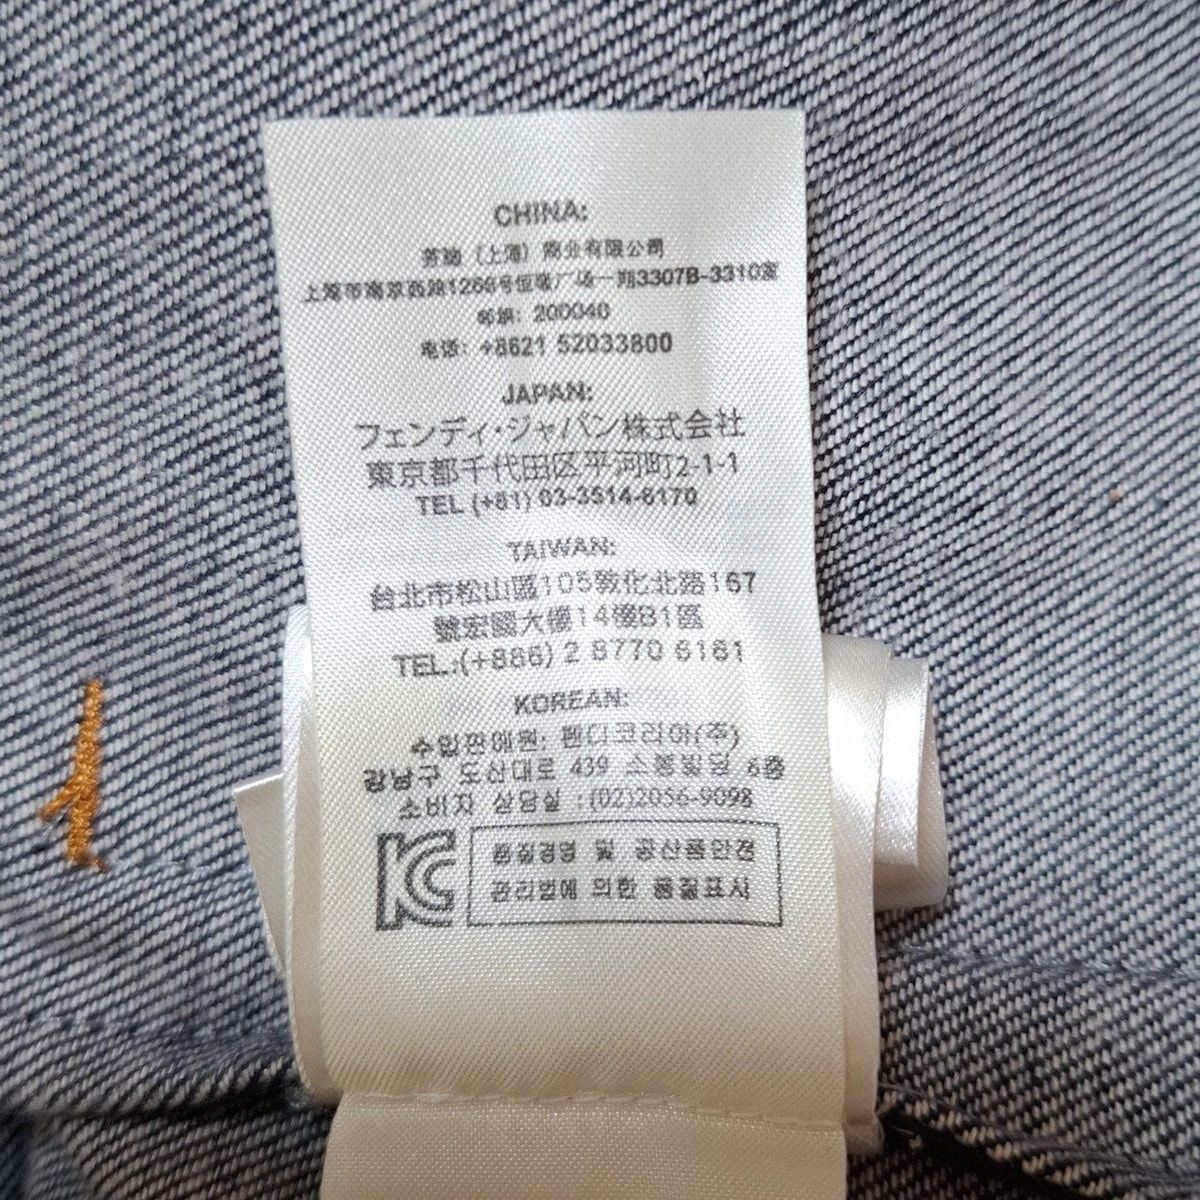 CHINA:
芬迪（上海）商业有限公司
上海市南京西路1266号恒隆广场一期3307B-3310室
邮编: 200040
电话: +8621 52033800
JAPAN:
フェンディ・ジャパン株式会社
東京都千代田区平河町2-1-1
TEL (+81) 03-3514-6170
TAIWAN:
台北市松山區105敦化北路167
號宏國大樓14樓B1區
TEL.:(+886) 2 8770 6161
KOREAN:
수입판매원: 펜디코리아(주)
강남구 도산대로 439 소봉빌딩 6층
소비자 상담실 :(02)2056-9098
KC
품질경영 및 공산품안전
관리법에 의한 품질표시